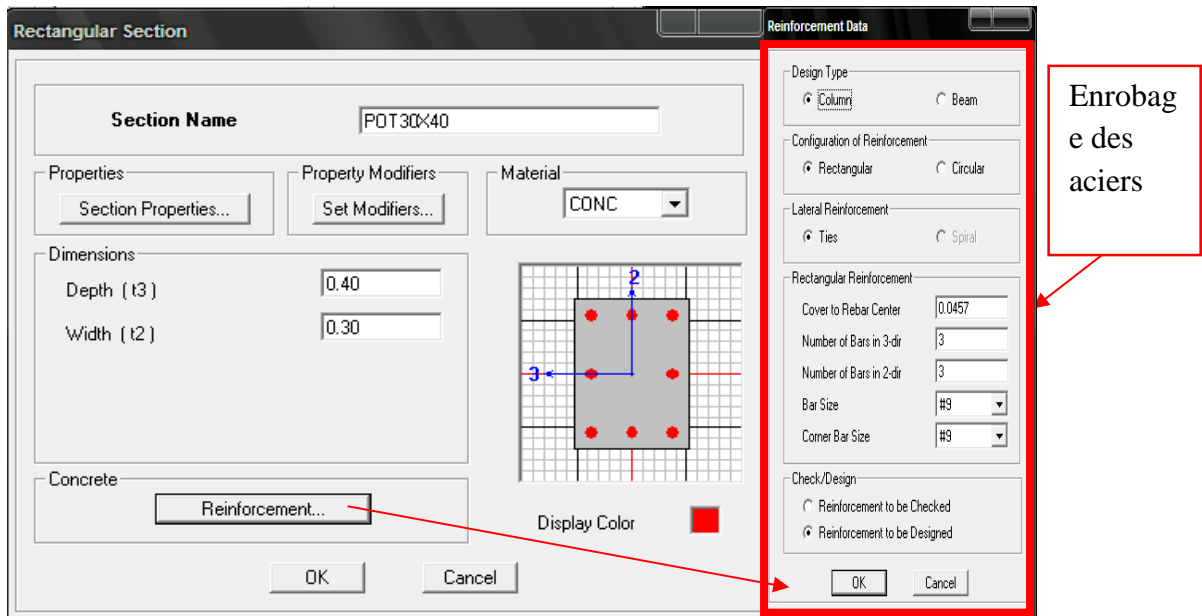 Rectangular Section
Section Name
POT30X40
Properties
Section Properties...
Property Modifiers
Set Modifiers...
Material
CONC
Dimensions
Depth ( t3 )
0.40
Width ( t2 )
0.30
2
3
Concrete
Reinforcement...
Display Color
OK
Cancel
Reinforcement Data
Design Type
Column
Beam
Configuration of Reinforcement
Rectangular
Circular
Lateral Reinforcement
Ties
Spiral
Rectangular Reinforcement
Cover to Rebar Center
0.0457
Number of Bars in 3-dir
3
Number of Bars in 2-dir
3
Bar Size
#9
Corner Bar Size
#9
Check/Design
Reinforcement to be Checked
Reinforcement to be Designed
OK
Cancel
Enrobag
e des
aciers